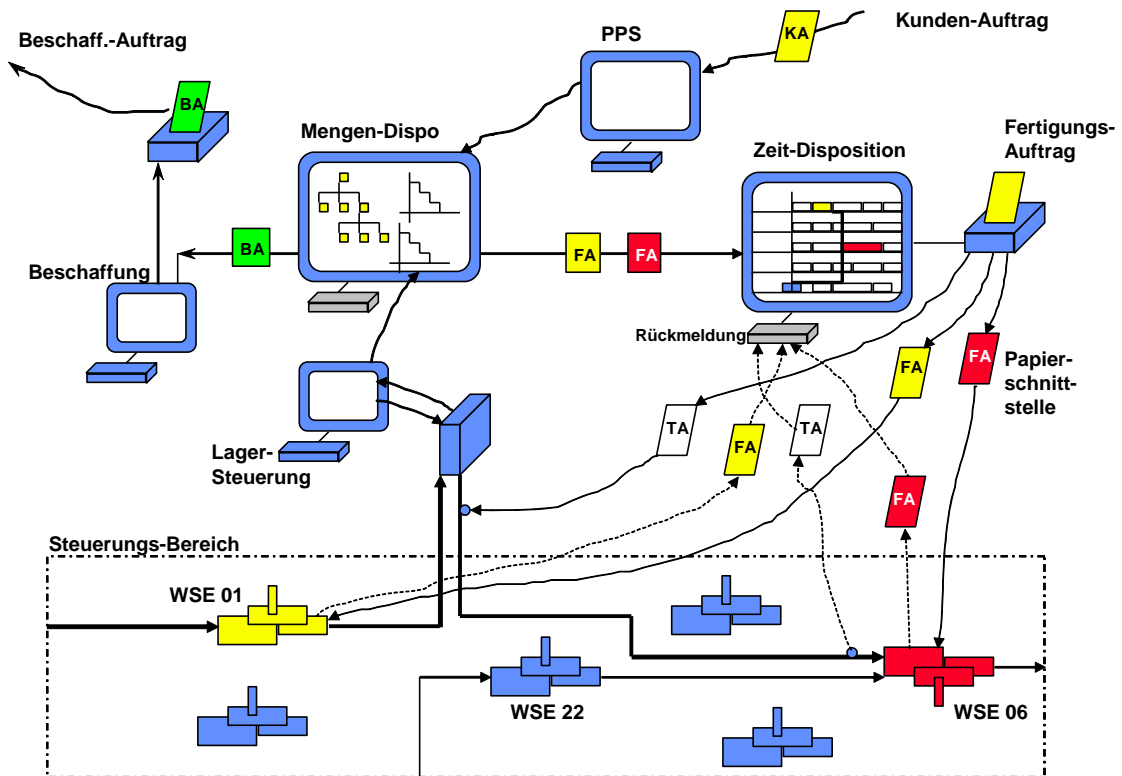 Kunden-Auftrag
KA
PPS
Beschaff.-Auftrag
BA
Mengen-Dispo
Zeit-Disposition
Fertigungs-
Auftrag
BA
FA
FA
Beschaffung
Rückmeldung
FA
FA
Papier-
schnitt-
stelle
TA
FA
TA
FA
Lager-
Steuerung
Steuerungs-Bereich
WSE 01
WSE 22
WSE 06